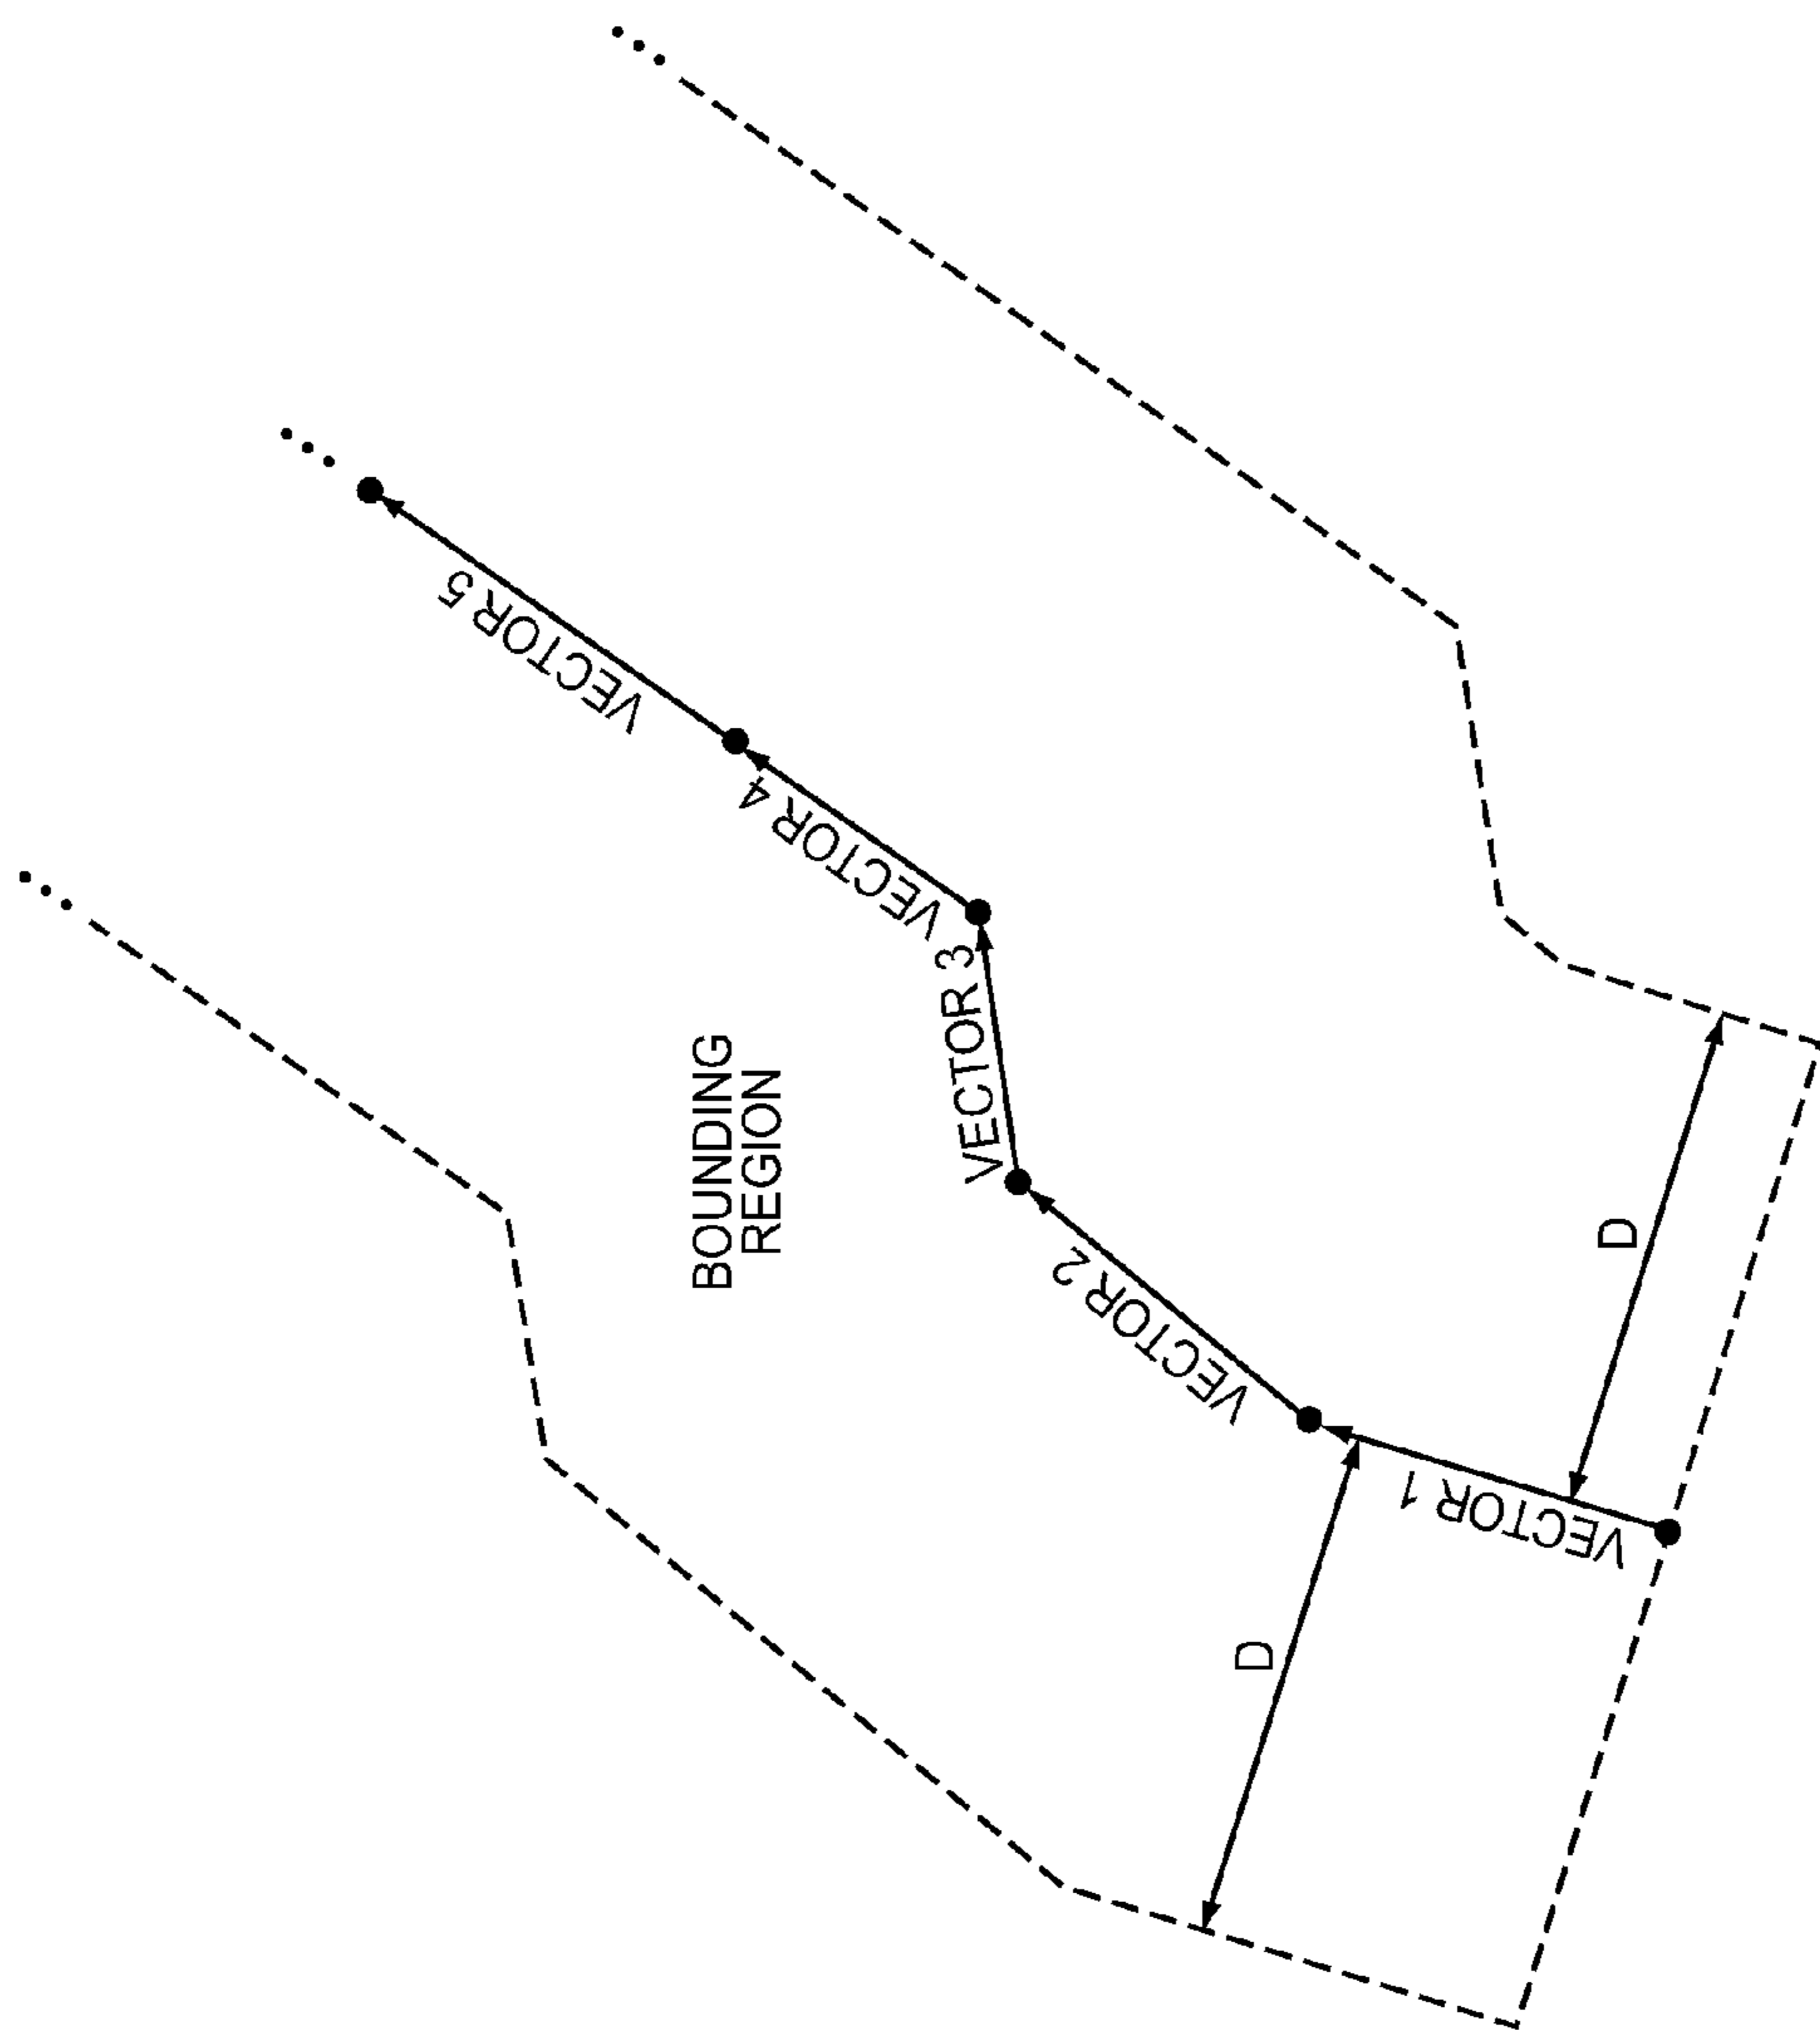 VECTOR 5
VECTOR 4
VECTOR 3
BOUNDING
REGION
VECTOR 2
D
VECTOR 1
D